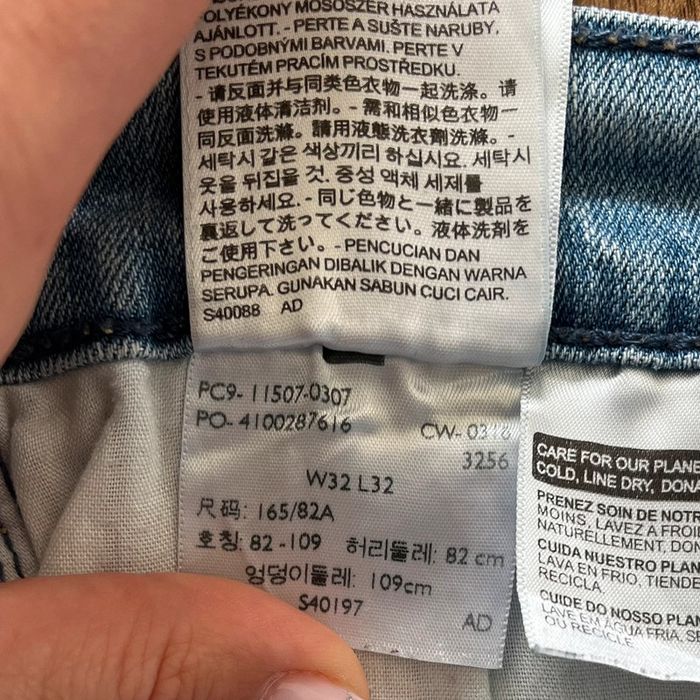 OLYÉKONY MOSÓSZER HASZNÁLATA
AJÁNLOTT. - PERTE A SUŠTE NARUBY,
S PODOBNÝMI BARVAMI. PERTE V
TEKUTÉM PRACÍM PROSTŘEDKU.
- 请反面并与同类色衣物一起洗涤。请
使用液体清洁剂。- 需和相似色衣物一
同反面洗滌。請用液態洗衣劑洗滌。-
세탁시 같은 색상끼리 하십시요. 세탁시
옷을 뒤집을 것. 중성 액체 세제를
사용하세요. - 同じ色物と一緒に製品を
裏返して洗ってください。液体洗剤を
ご使用下さい。- PENCUCIAN DAN
PENGERINGAN DIBALIK DENGAN WARNA
SERUPA. GUNAKAN SABUN CUCI CAIR.
S40088 AD
PC9- 11507-0307
PO- 4100287616
CW-
3256
W32 L32
尺码: 165/82A
호칭: 82 -109 허리둘레: 82 cm
엉덩이둘레: 109cm
S40197
AD
CARE FOR OUR PLANE
COLD, LINE DRY, DONA
PRENEZ SOIN DE NOTR
MOINS, LAVEZ A FROI
NATURELLEMENT, DON
CUIDA NUESTRO PLAN
LAVA EN FRIO, TIENDE
RECICLA.
CUIDE DO NOSSO PLAN
LAVE EM ÁGUA FRIA, SE
OU RECICLE